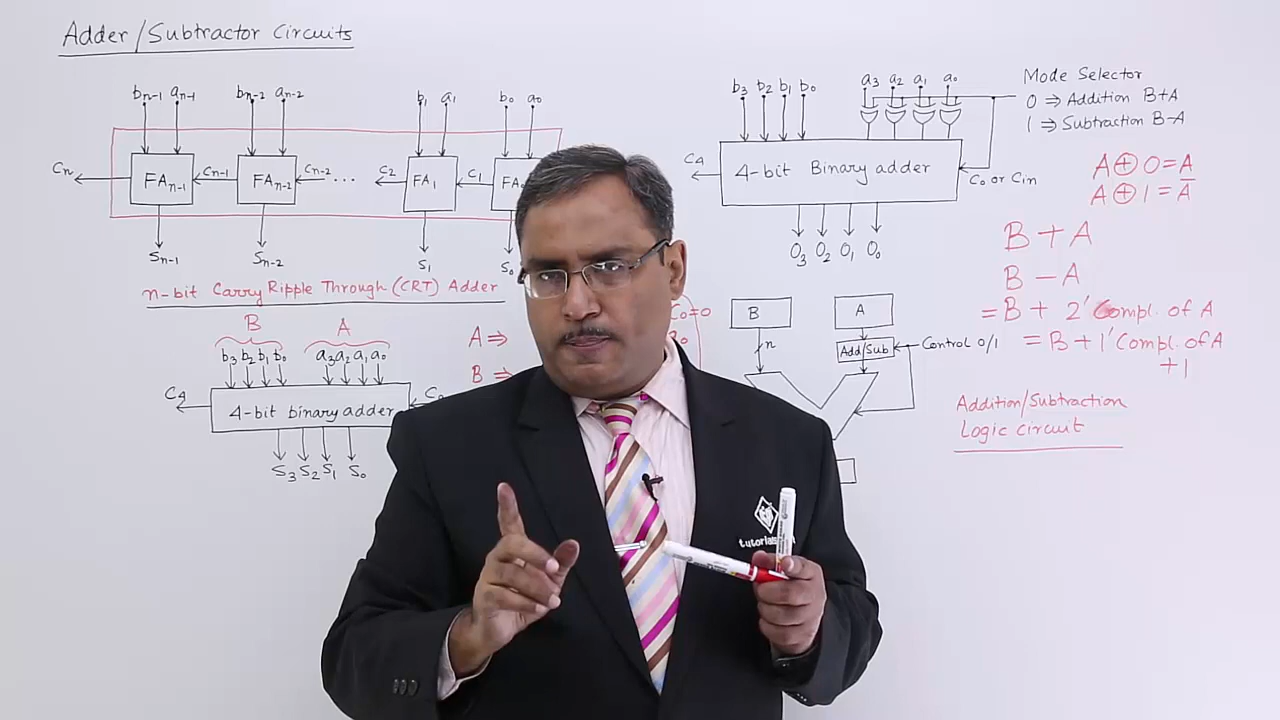 Adder/Subtractor Circuits
bn-1 an-1 bn-2 an-2 b1 a1 b0 a0
Cn FAn-1 Cn-1 FAn-2 Cn-2 ... C2 FA1 C1 FA
Sn-1 Sn-2 S1 S0
n-bit Carry Ripple Through (CRT) Adder
B A
b3 b2 b1 b0 a3 a2 a1 a0
C4 4-bit binary adder C0
S3 S2 S1 S0
A ⇒
B ⇒
C0=0
b3 b2 b1 b0 a3 a2 a1 a0
C4 4-bit Binary adder C0 or Cin
O3 O2 O1 O0
Mode Selector
0 ⇒ Addition B+A
1 ⇒ Subtraction B-A
A ⊕ 0 = A
A ⊕ 1 = A̅
B + A
B - A
= B + 2' Compl. of A
= B + 1' Compl. of A
+ 1
B A
n Add/Sub Control 0/1
Addition/Subtraction
Logic circuit